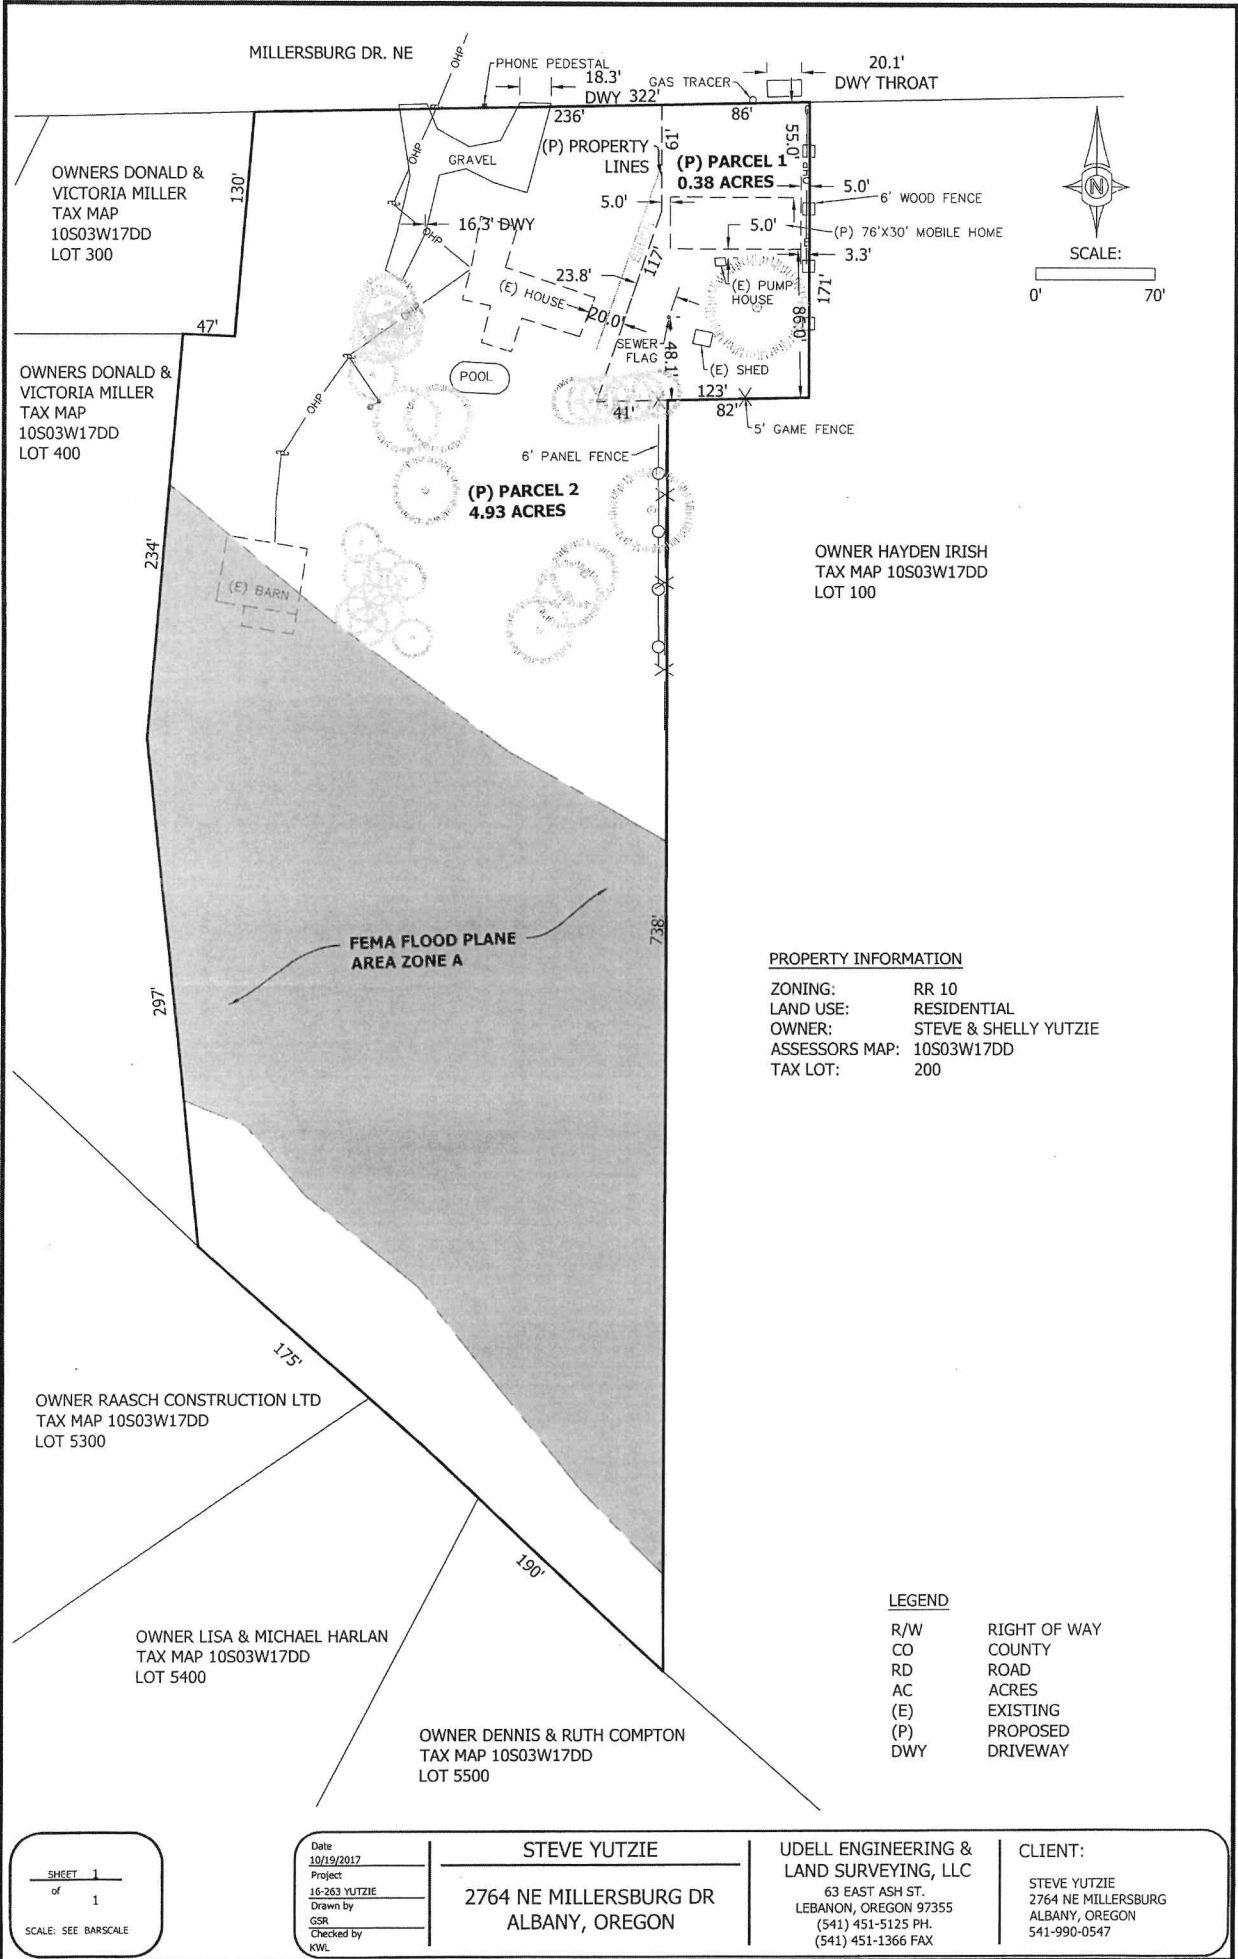 MILLERSBURG DR. NE
OHP
PHONE PEDESTAL
18.3'
DWY
322'
GAS TRACER
20.1'
DWY THROAT
236'
86'
OWNERS DONALD &
VICTORIA MILLER
TAX MAP
10S03W17DD
LOT 300
130'
OHP
GRAVEL
(P) PROPERTY
LINES
61'
(P) PARCEL 1
0.38 ACRES
55.0'
5.0'
6' WOOD FENCE
5.0'
16.3' DWY
OHP
5.0'
(P) 76'X30' MOBILE HOME
3.3'
N
SCALE:
0'
70'
23.8'
117'
(E) HOUSE
20.0'
(E) PUMP
HOUSE
171'
86.0'
OHP
47'
SEWER
FLAG
48.1'
(E) SHED
OWNERS DONALD &
VICTORIA MILLER
TAX MAP
10S03W17DD
LOT 400
POOL
OHP
41'
123'
82'
5' GAME FENCE
6' PANEL FENCE
(P) PARCEL 2
4.93 ACRES
234'
(E) BARN
OWNER HAYDEN IRISH
TAX MAP 10S03W17DD
LOT 100
FEMA FLOOD PLANE
AREA ZONE A
738'
297'
PROPERTY INFORMATION
ZONING: RR 10
LAND USE: RESIDENTIAL
OWNER: STEVE & SHELLY YUTZIE
ASSESSORS MAP: 10S03W17DD
TAX LOT: 200
175'
OWNER RAASCH CONSTRUCTION LTD
TAX MAP 10S03W17DD
LOT 5300
190'
OWNER LISA & MICHAEL HARLAN
TAX MAP 10S03W17DD
LOT 5400
OWNER DENNIS & RUTH COMPTON
TAX MAP 10S03W17DD
LOT 5500
LEGEND
R/W RIGHT OF WAY
CO COUNTY
RD ROAD
AC ACRES
(E) EXISTING
(P) PROPOSED
DWY DRIVEWAY
SHEET 1
of
1
SCALE: SEE BARSCALE
Date
10/19/2017
Project
16-263 YUTZIE
Drawn by
GSR
Checked by
KWL
STEVE YUTZIE
2764 NE MILLERSBURG DR
ALBANY, OREGON
UDELL ENGINEERING &
LAND SURVEYING, LLC
63 EAST ASH ST.
LEBANON, OREGON 97355
(541) 451-5125 PH.
(541) 451-1366 FAX
CLIENT:
STEVE YUTZIE
2764 NE MILLERSBURG
ALBANY, OREGON
541-990-0547